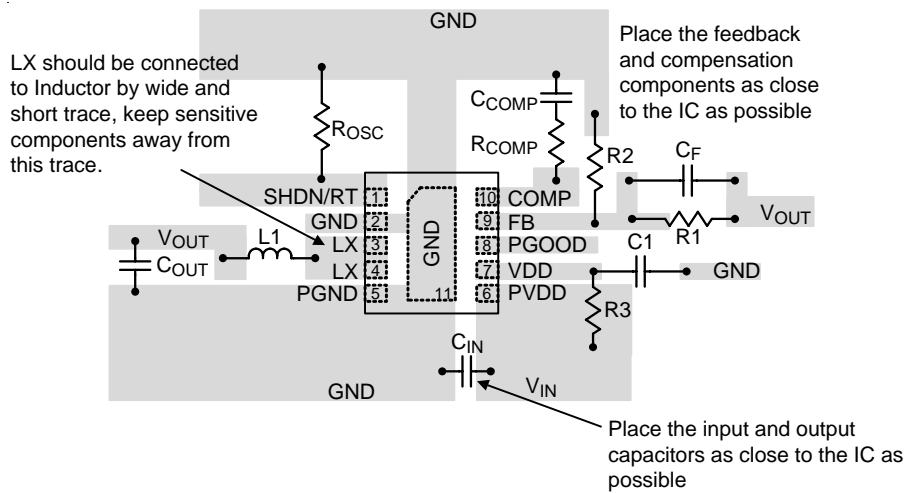 GND
LX should be connected
to Inductor by wide and
short trace, keep sensitive
components away from
this trace.
Place the feedback
and compensation
components as close
to the IC as possible
CCOMP
ROSC
RCOMP
R2
CF
SHDN/RT 1
10 COMP
GND 2
9 FB
R1
VOUT
GND
VOUT
L1
LX 3
8 PGOOD
C1
COUT
LX 4
7 VDD
GND
PGND 5
11
6 PVDD
R3
CIN
GND
VIN
Place the input and output
capacitors as close to the IC as
possible